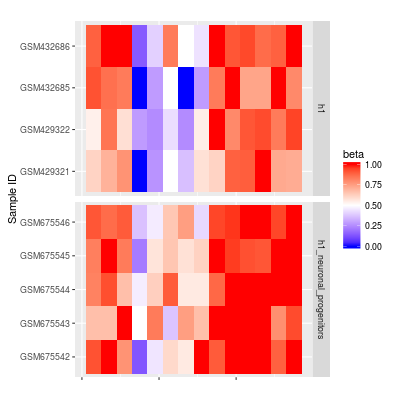 GSM432686
GSM432685
GSM429322
GSM429321
h1
Sample ID
GSM675546
GSM675545
GSM675544
GSM675543
GSM675542
h1_neuronal_progenitors
beta
1.00
0.75
0.50
0.25
0.00